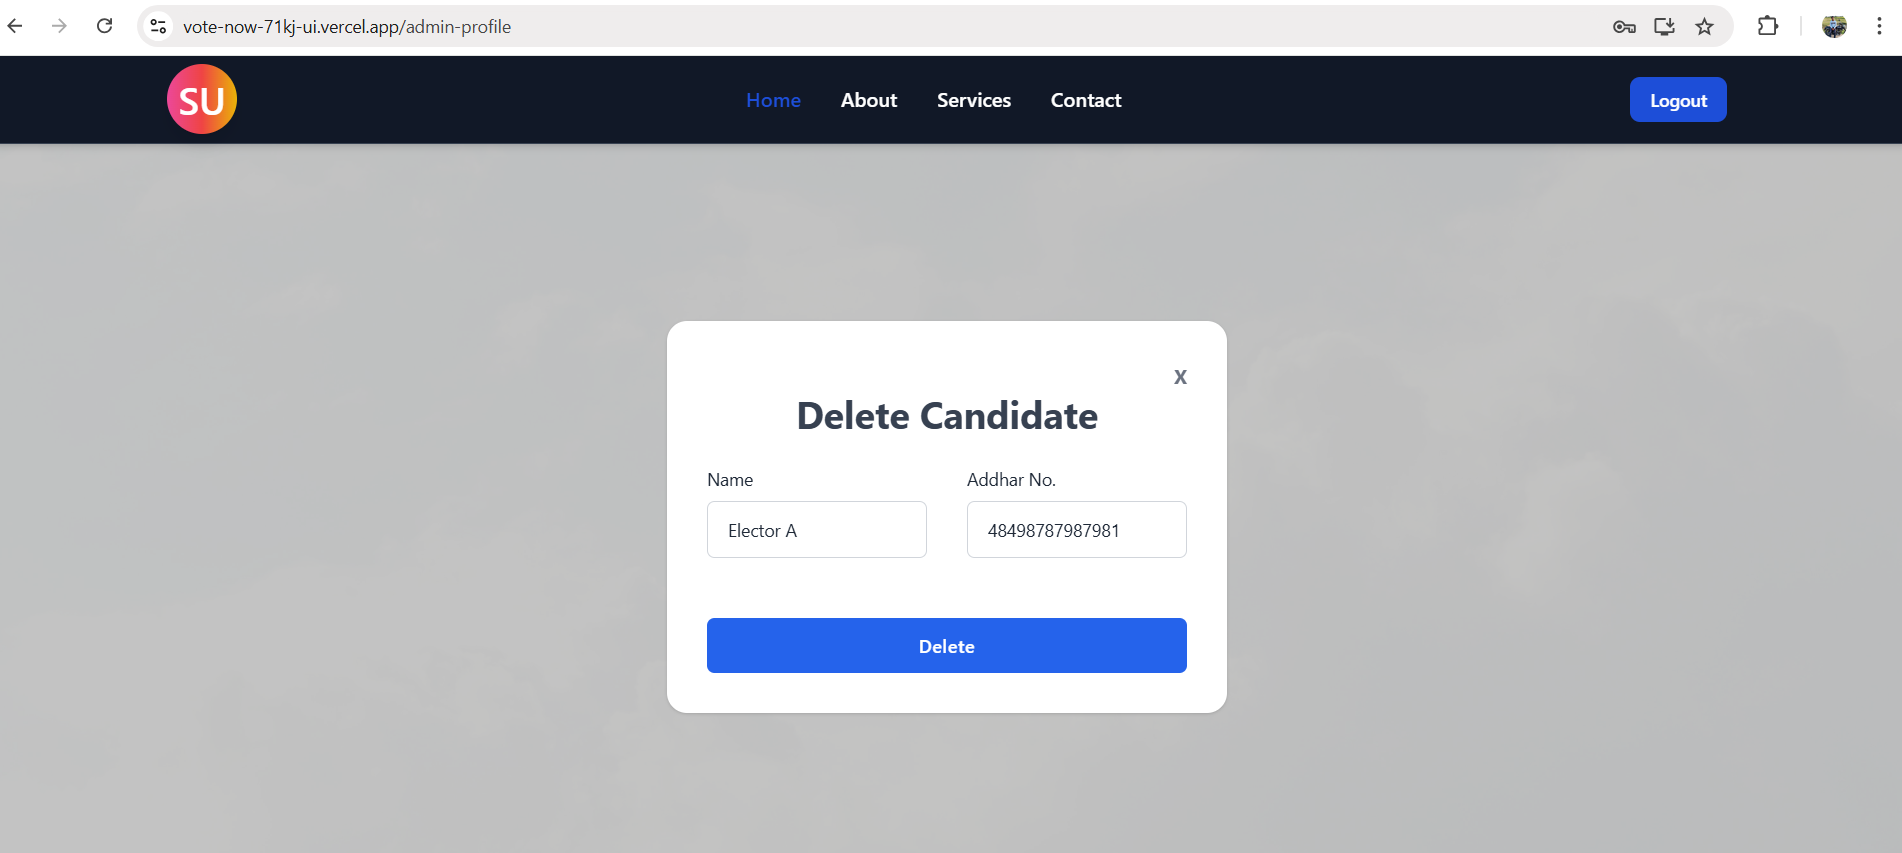 vote-now-71kj-ui.vercel.app/admin-profile
SU
Home About Services Contact Logout
X
Delete Candidate
Name Addhar No.
Elector A 48498787987981
Delete